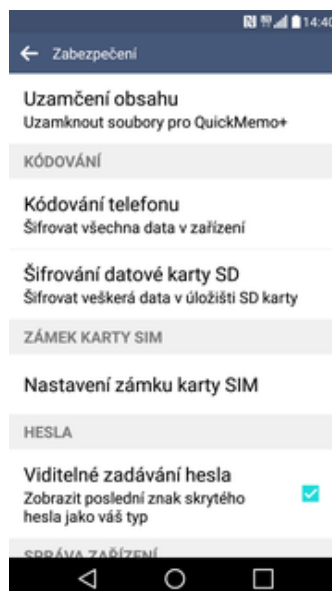 14:40
Zabezpečení
Uzamčení obsahu
Uzamknout soubory pro QuickMemo+
KÓDOVÁNÍ
Kódování telefonu
Šifrovat všechna data v zařízení
Šifrování datové karty SD
Šifrovat veškerá data v úložišti SD karty
ZÁMEK KARTY SIM
Nastavení zámku karty SIM
HESLA
Viditelné zadávání hesla
Zobrazit poslední znak skrytého
hesla jako váš typ
SPRÁVA ZAŘÍZENÍ